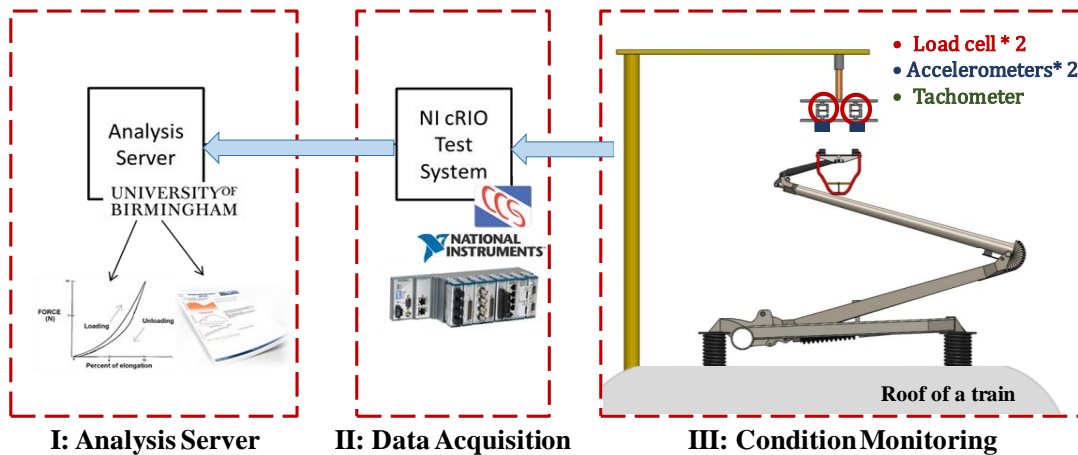 Load cell * 2
Accelerometers* 2
Tachometer
Analysis
Server
NI cRIO
Test
System
UNIVERSITY OF
BIRMINGHAM
CCS
NATIONAL
INSTRUMENTS
FORCE
(N)
Loading
Unloading
Percent of elongation
Roof of a train
I: Analysis Server
II: Data Acquisition
III: Condition Monitoring